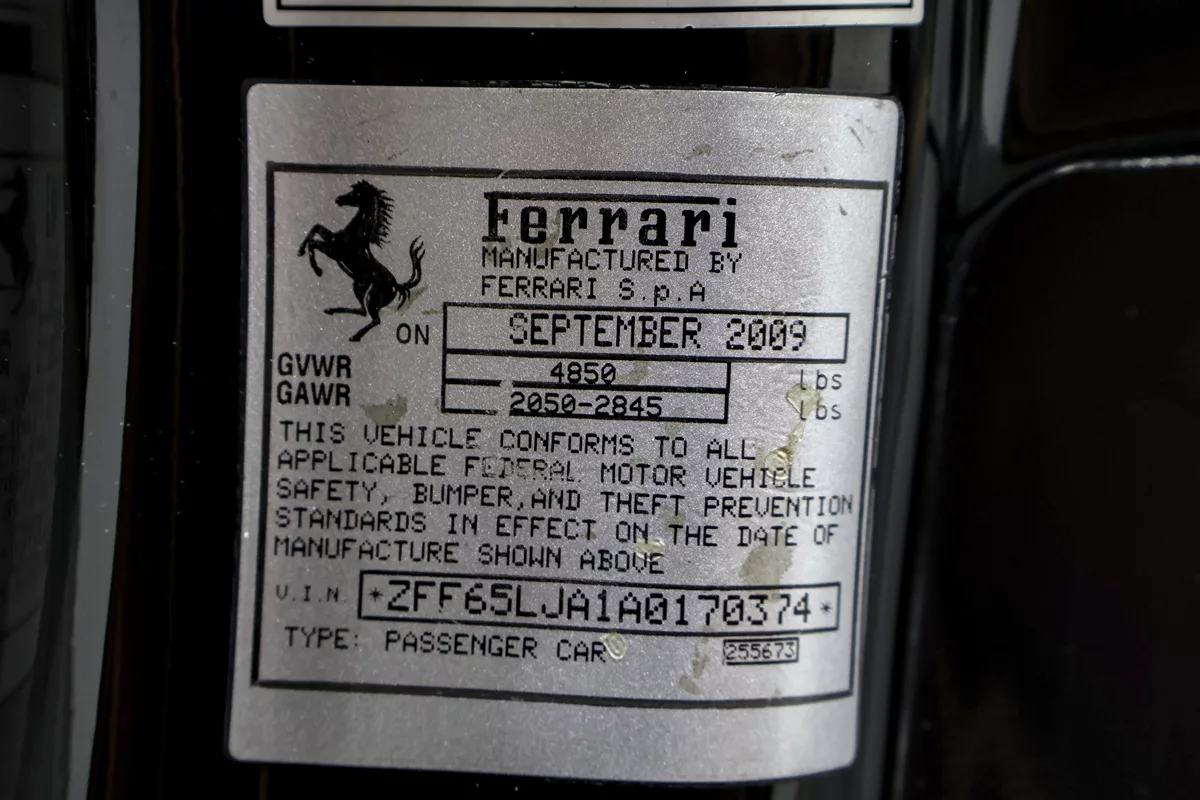 Ferrari
MANUFACTURED BY
FERRARI S.p.A
ON SEPTEMBER 2009
GVWR 4850 lbs
GAWR 2050-2845 lbs
THIS VEHICLE CONFORMS TO ALL
APPLICABLE FEDERAL MOTOR VEHICLE
SAFETY, BUMPER,AND THEFT PREVENTION
STANDARDS IN EFFECT ON THE DATE OF
MANUFACTURE SHOWN ABOVE
V.I.N. *ZFF65LJA1A0170374*
TYPE: PASSENGER CAR 255673